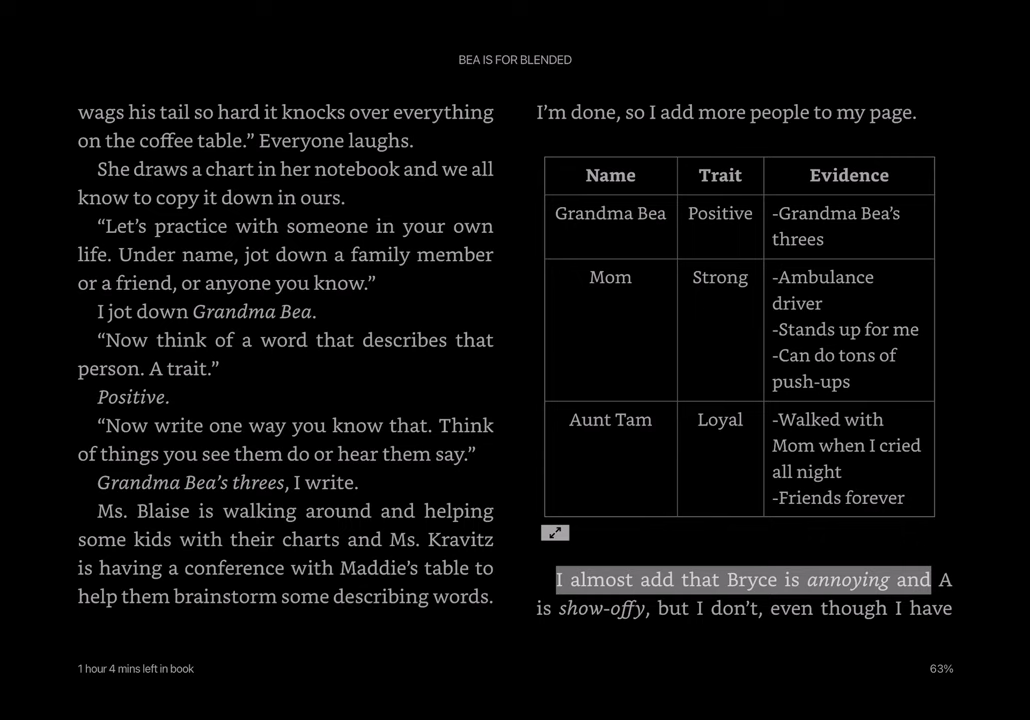 BEA IS FOR BLENDED
wags his tail so hard it knocks over everything
on the coffee table.” Everyone laughs.
She draws a chart in her notebook and we all
know to copy it down in ours.
“Let’s practice with someone in your own
life. Under name, jot down a family member
or a friend, or anyone you know.”
I jot down Grandma Bea.
“Now think of a word that describes that
person. A trait.”
Positive.
“Now write one way you know that. Think
of things you see them do or hear them say.”
Grandma Bea’s threes, I write.
Ms. Blaise is walking around and helping
some kids with their charts and Ms. Kravitz
is having a conference with Maddie’s table to
help them brainstorm some describing words.
I’m done, so I add more people to my page.
Name Trait Evidence
Grandma Bea Positive -Grandma Bea’s
threes
Mom Strong -Ambulance
driver
-Stands up for me
-Can do tons of
push-ups
Aunt Tam Loyal -Walked with
Mom when I cried
all night
-Friends forever
I almost add that Bryce is annoying and A
is show-offy, but I don’t, even though I have
1 hour 4 mins left in book
63%